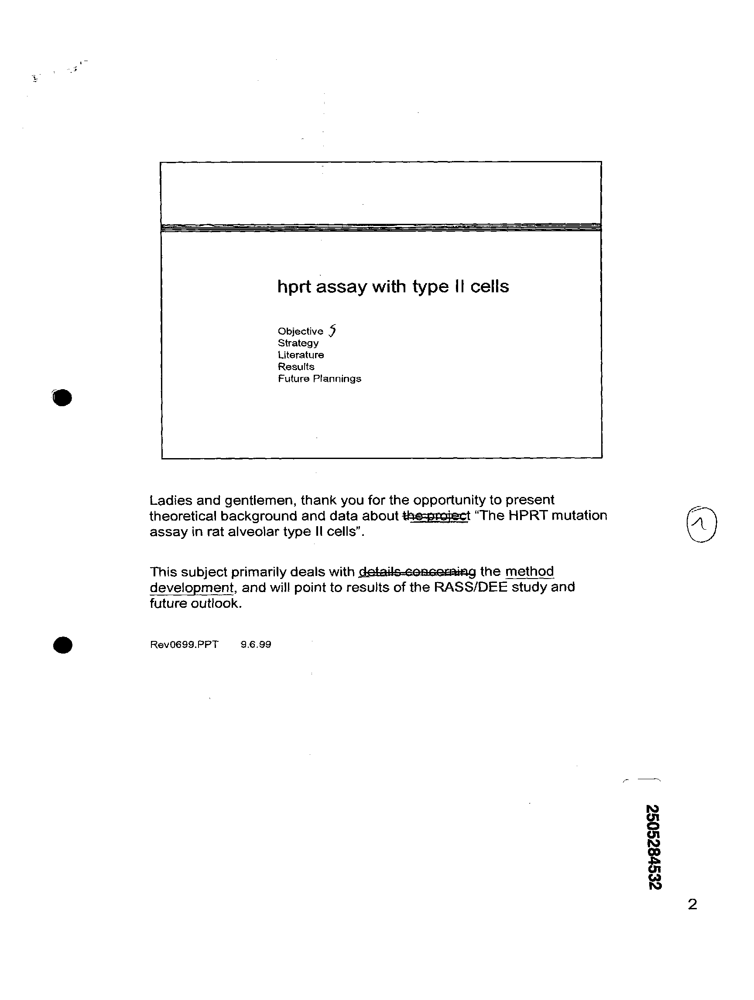 hprt assay with type II cells
Objective s
Strategy
Literature
Results
Future Plannings
Ladies and gentlemen, thank you for the opportunity to present
theoretical background and data about the project "The HPRT mutation
assay in rat alveolar type II cells".
1
This subject primarily deals with details concerning the method
development, and will point to results of the RASS/DEE study and
future outlook.
Rev0699.PPT 9.6.99
2505284532
2